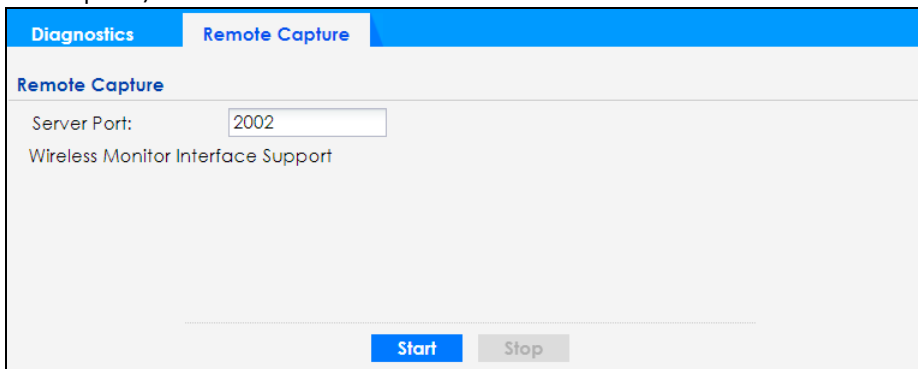 Diagnostics Remote Capture
Remote Capture
Server Port: 2002
Wireless Monitor Interface Support
Start Stop